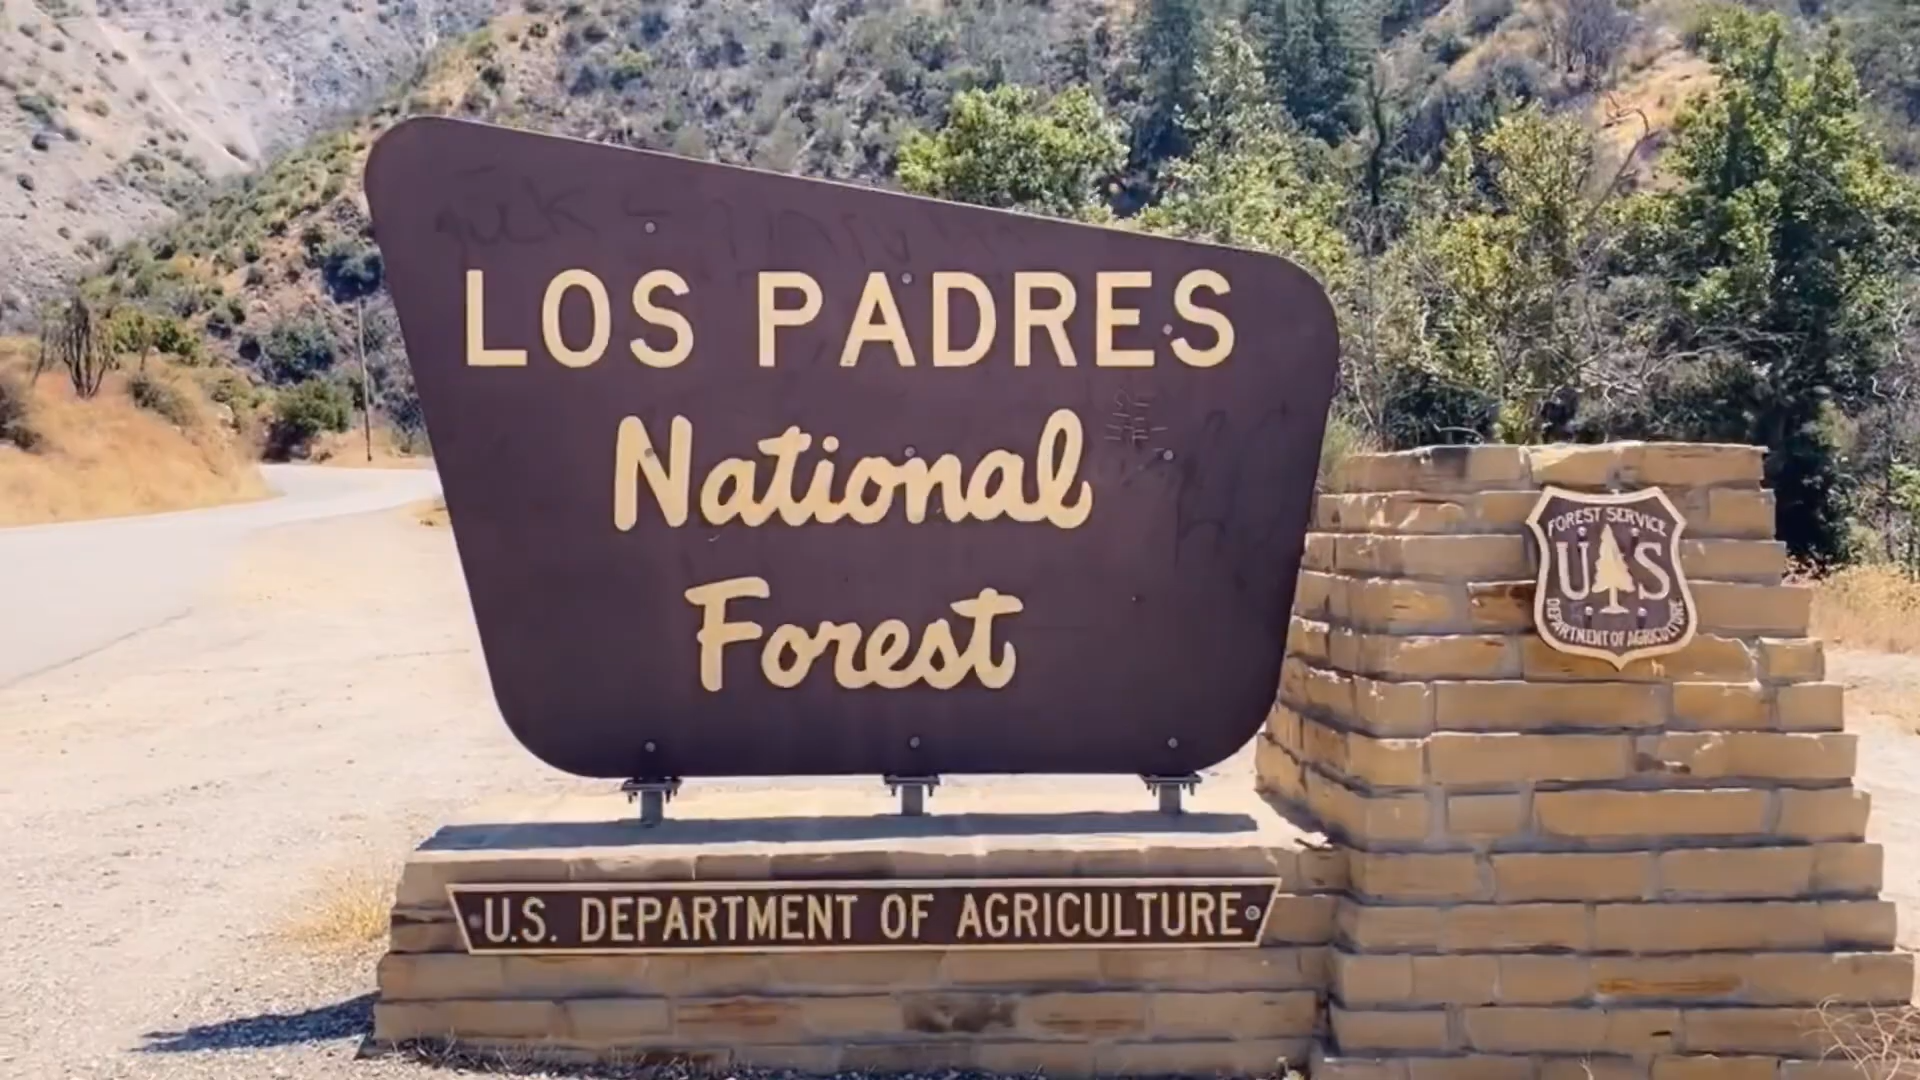 LOS PADRES
National
Forest
U.S. DEPARTMENT OF AGRICULTURE
FOREST SERVICE
U S
DEPARTMENT OF AGRICULTURE